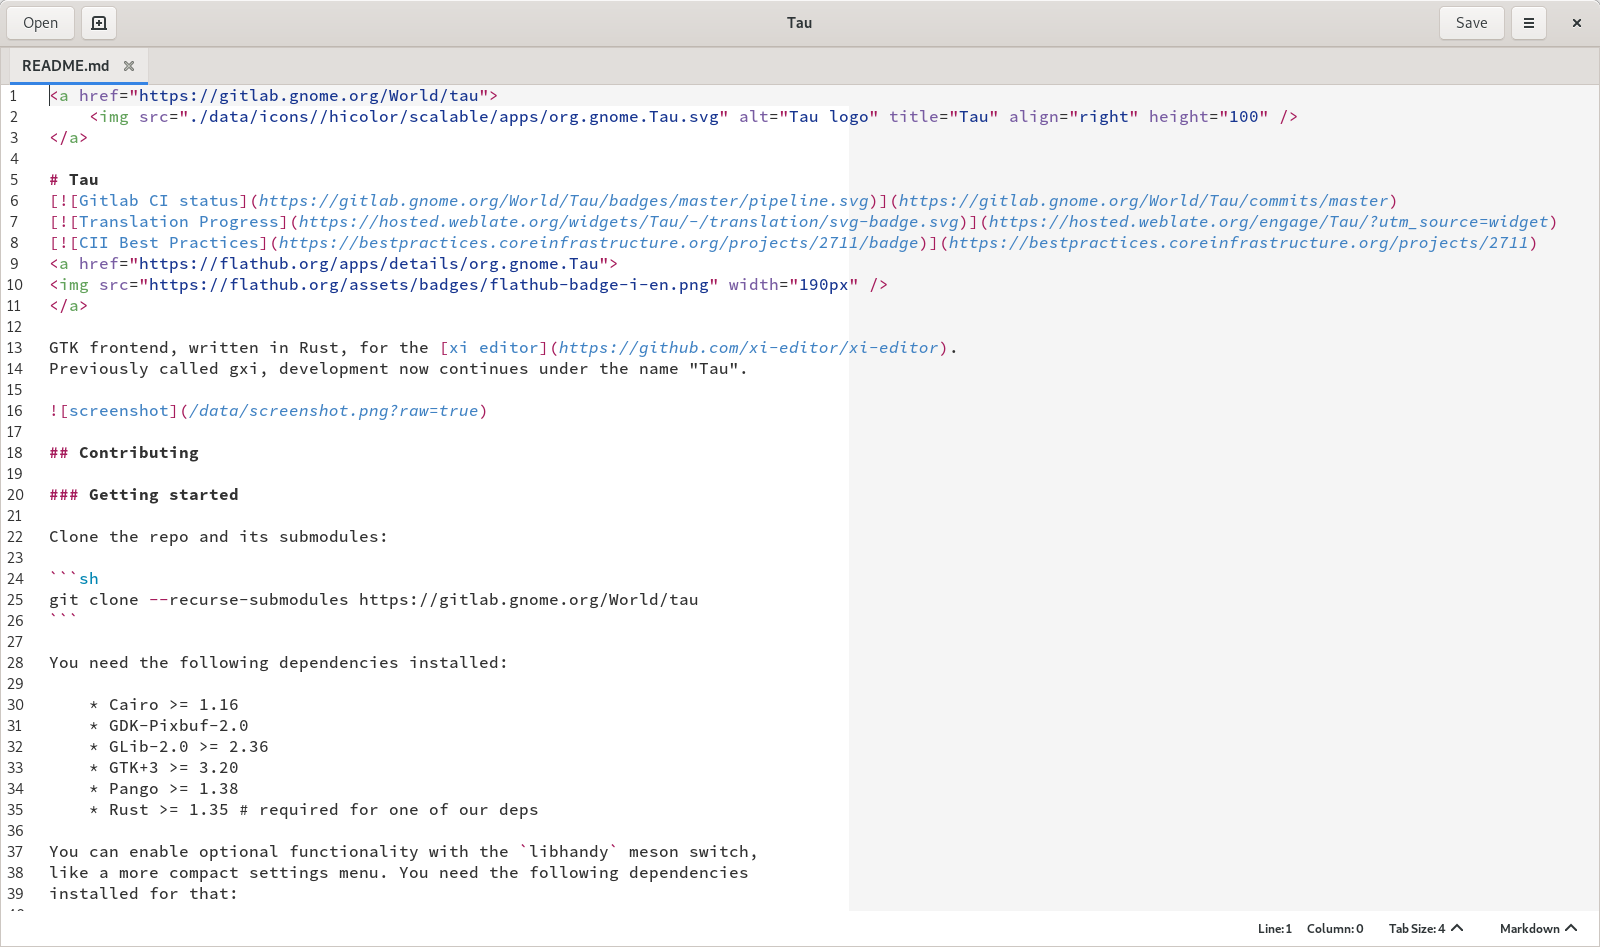 Open
Tau
Save
README.md
1 <a href="https://gitlab.gnome.org/World/tau">
2     <img src="./data/icons//hicolor/scalable/apps/org.gnome.Tau.svg" alt="Tau logo" title="Tau" align="right" height="100" />
3 </a>
4
5 # Tau
6 [![Gitlab CI status](https://gitlab.gnome.org/World/Tau/badges/master/pipeline.svg)](https://gitlab.gnome.org/World/Tau/commits/master)
7 [![Translation Progress](https://hosted.weblate.org/widgets/Tau/-/translation/svg-badge.svg)](https://hosted.weblate.org/engage/Tau/?utm_source=widget)
8 [![CII Best Practices](https://bestpractices.coreinfrastructure.org/projects/2711/badge)](https://bestpractices.coreinfrastructure.org/projects/2711)
9 <a href="https://flathub.org/apps/details/org.gnome.Tau">
10 <img src="https://flathub.org/assets/badges/flathub-badge-i-en.png" width="190px" />
11 </a>
12
13 GTK frontend, written in Rust, for the [xi editor](https://github.com/xi-editor/xi-editor).
14 Previously called gxi, development now continues under the name "Tau".
15
16 ![screenshot](/data/screenshot.png?raw=true)
17
18 ## Contributing
19
20 ### Getting started
21
22 Clone the repo and its submodules:
23
24 ```sh
25 git clone --recurse-submodules https://gitlab.gnome.org/World/tau
26 ```
27
28 You need the following dependencies installed:
29
30     * Cairo >= 1.16
31     * GDK-Pixbuf-2.0
32     * GLib-2.0 >= 2.36
33     * GTK+3 >= 3.20
34     * Pango >= 1.38
35     * Rust >= 1.35 # required for one of our deps
36
37 You can enable optional functionality with the `libhandy` meson switch,
38 like a more compact settings menu. You need the following dependencies
39 installed for that:
Line:1 Column:0 Tab Size:4 Markdown